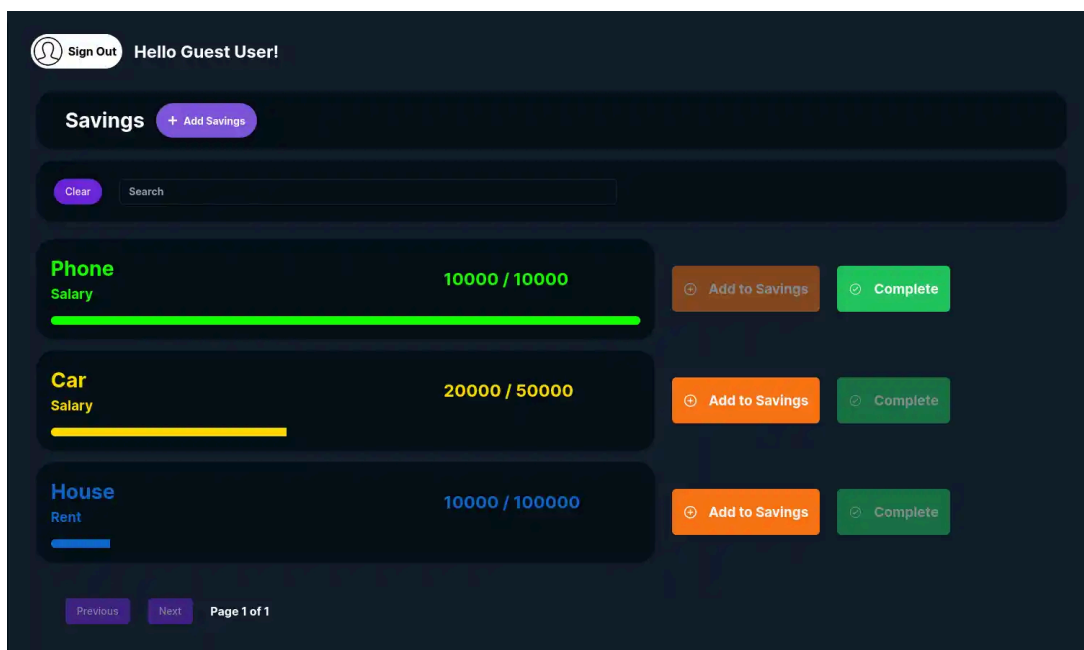 Sign Out Hello Guest User!
Savings + Add Savings
Clear Search
Phone
Salary
10000 / 10000
Add to Savings Complete
Car
Salary
20000 / 50000
Add to Savings Complete
House
Rent
10000 / 100000
Add to Savings Complete
Previous Next Page 1 of 1